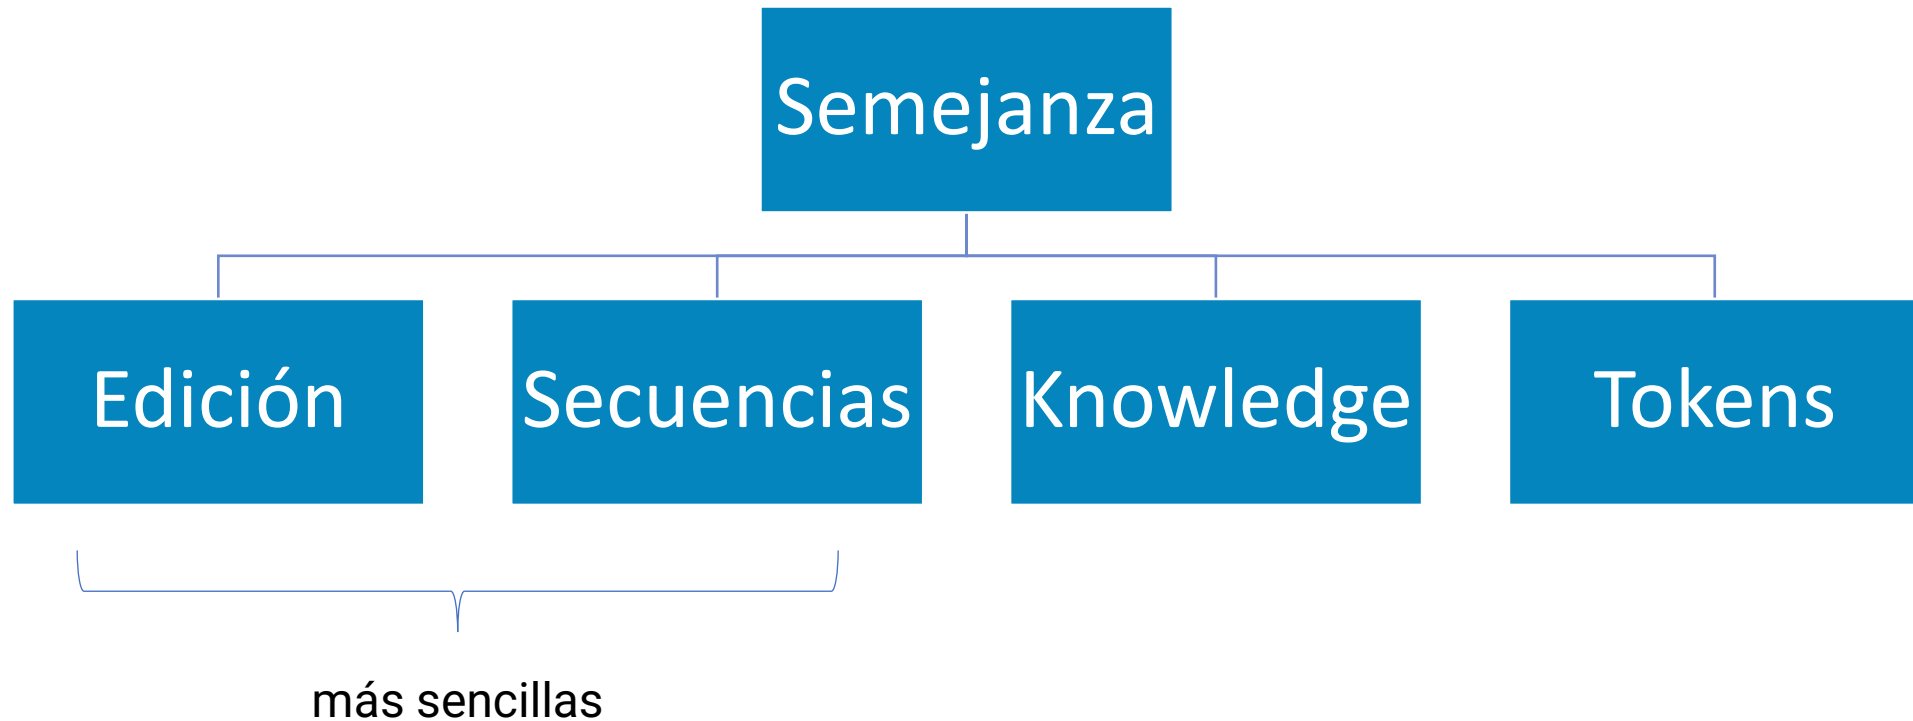 Semejanza
Edición
Secuencias
Knowledge
Tokens
más sencillas